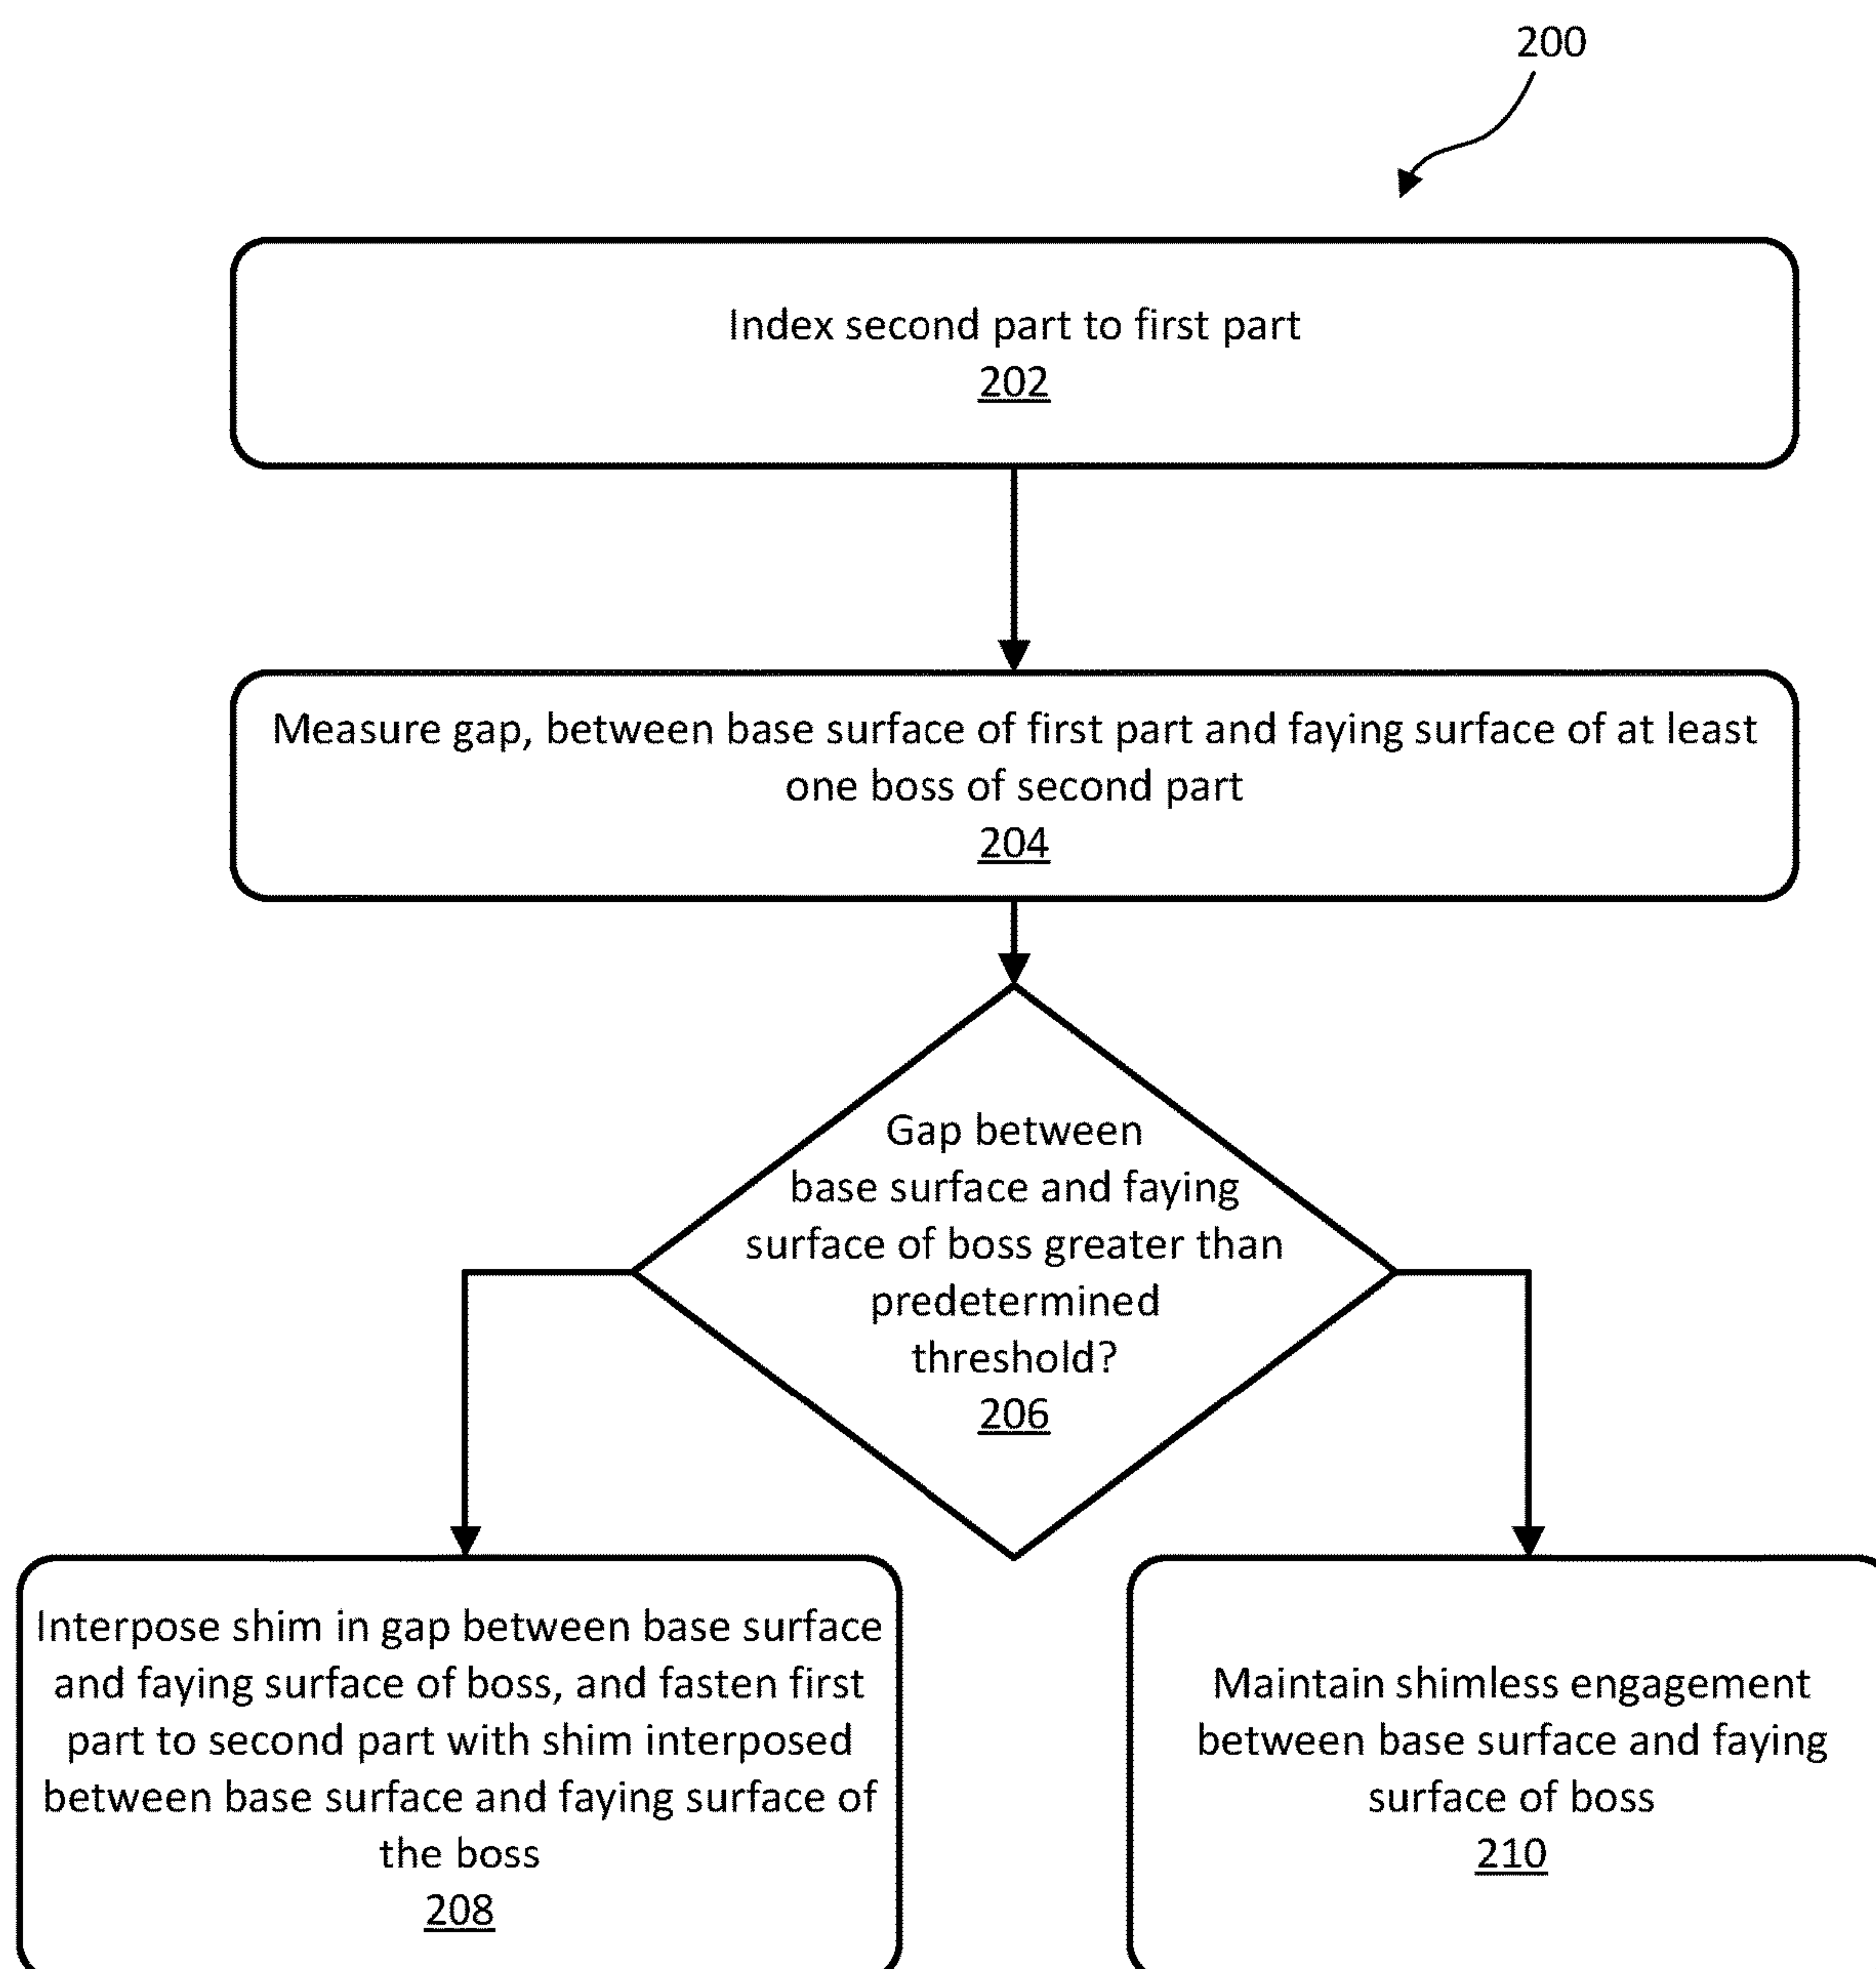 200
Index second part to first part
202
Measure gap, between base surface of first part and faying surface of at least
one boss of second part
204
Gap between
base surface and faying
surface of boss greater than
predetermined
threshold?
206
Interpose shim in gap between base surface
and faying surface of boss, and fasten first
part to second part with shim interposed
between base surface and faying surface of
the boss
208
Maintain shimless engagement
between base surface and faying
surface of boss
210